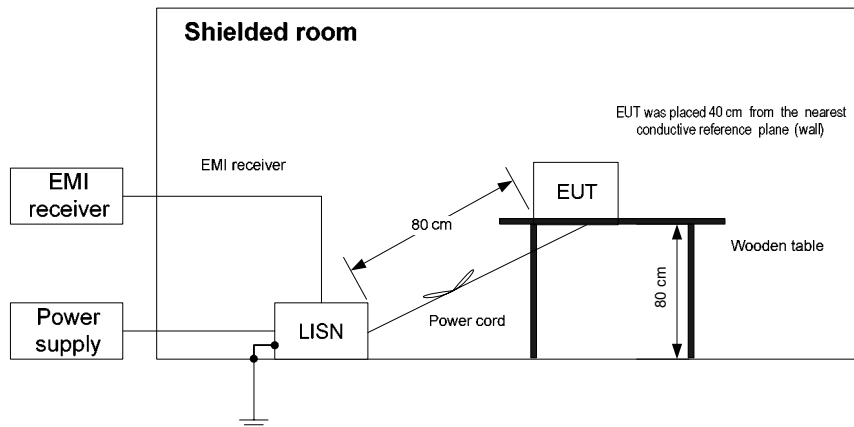 Shielded room
EUT was placed 40 cm from the nearest
conductive reference plane (wall)
EMI receiver
EMI
receiver
EUT
80 cm
Wooden table
80 cm
Power
supply
LISN
Power cord